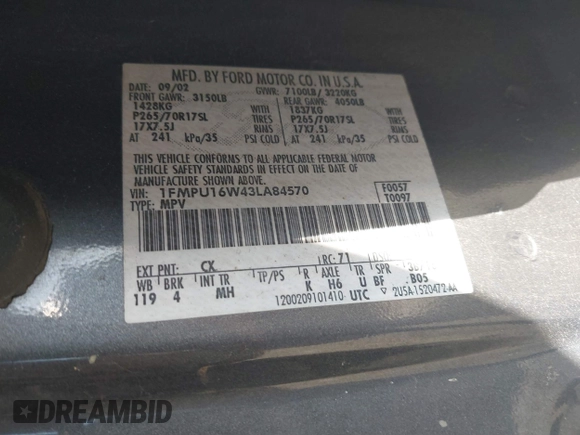 MFD. BY FORD MOTOR CO. IN U.S.A.
DATE: 09/02 GVWR: 7100LB/ 3220KG
FRONT GAWR: 3150LB REAR GAWR: 4050LB
1428KG WITH 1837KG WITH
P265/70R17SL TIRES P265/70R17SL TIRES
17X7.5J RIMS 17X7.5J RIMS
AT 241 kPa/35 PSI COLD AT 241 kPa/35 PSI COLD
THIS VEHICLE CONFORMS TO ALL APPLICABLE FEDERAL MOTOR
VEHICLE SAFETY STANDARDS IN EFFECT ON THE DATE OF
MANUFACTURE SHOWN ABOVE.
VIN: 1FMPU16W43LA84570 F0057
TYPE: MPV T0097
EXT PNT: CX RC: 71
WB BRK INT TR TP/PS R AXLE TR SPR
119 4 MH K H6 U BF B05
1200209101410 UTC ▽ 2U5A-1520472-AA
DREAMBID